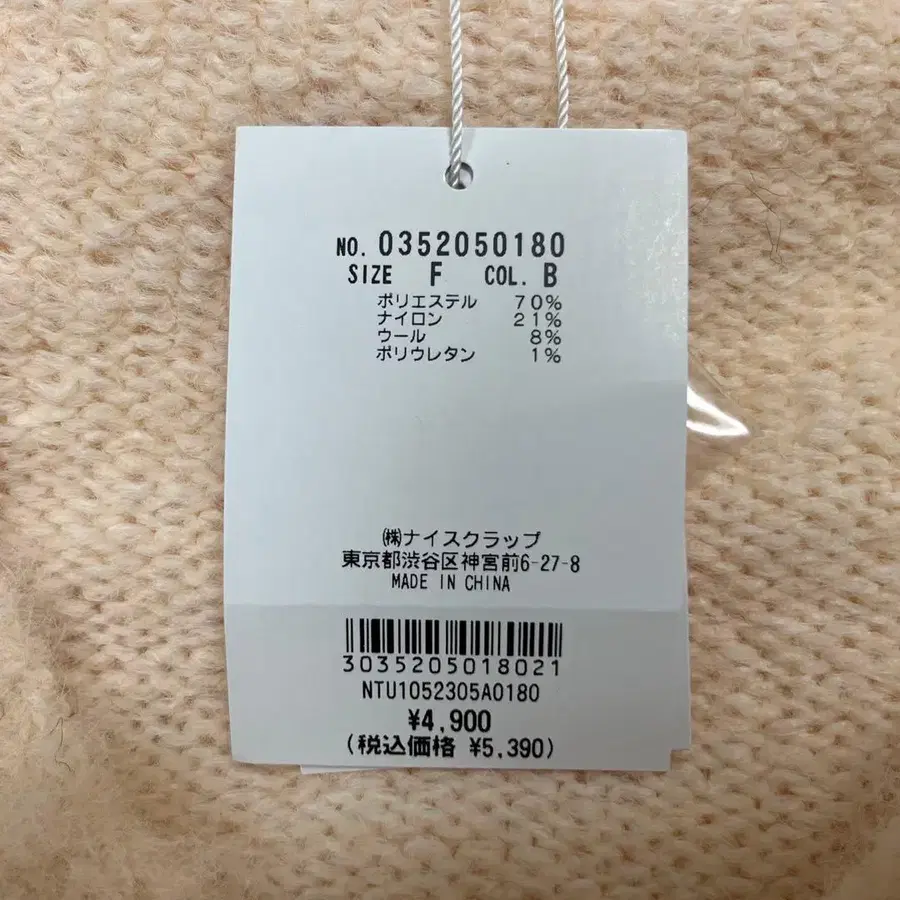 NO. 0352050180
SIZE F COL. B
ポリエステル 70%
ナイロン 21%
ウール 8%
ポリウレタン 1%
㈱ナイスクラップ
東京都渋谷区神宮前6-27-8
MADE IN CHINA
3035205018021
NTU1052305A0180
¥4,900
(税込価格 ¥5,390)